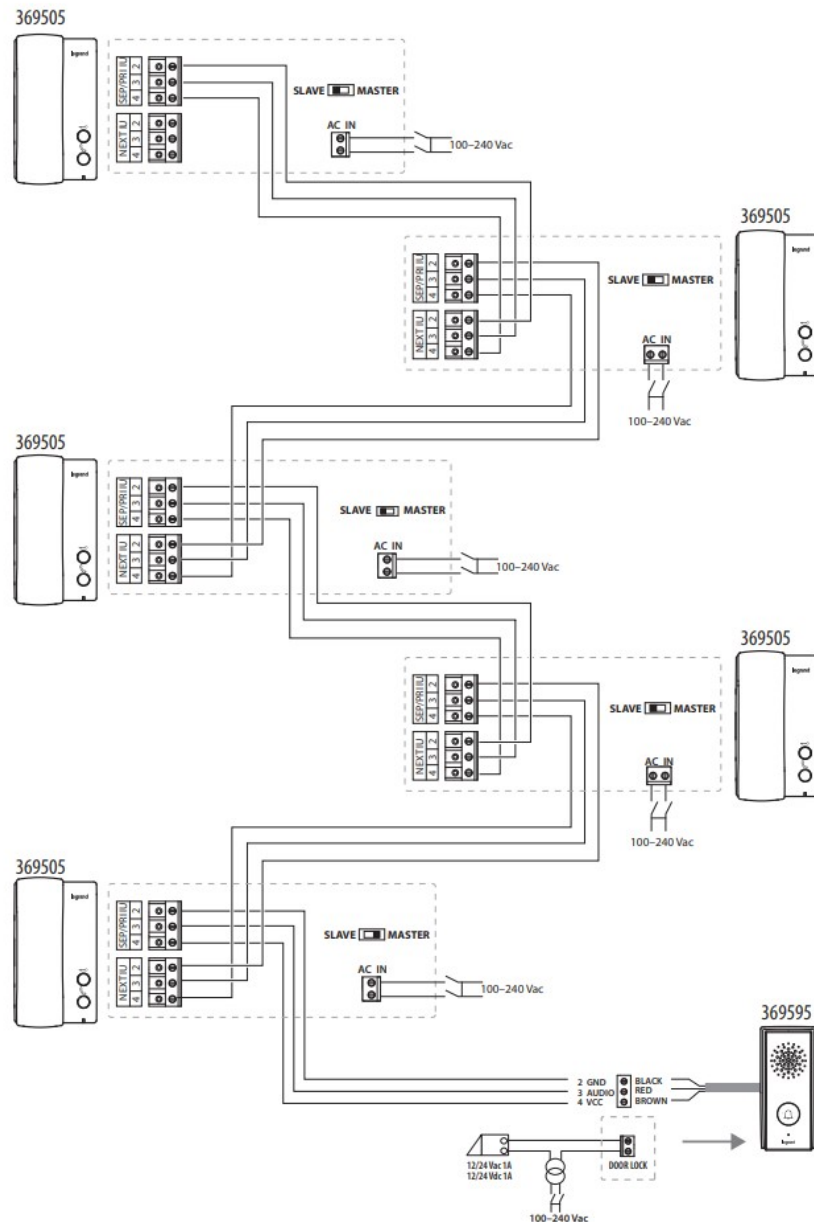 369505
legrand
SEP/PRI IU
2
3
4
NEXT IU
2
3
4
SLAVE MASTER
AC IN
100–240 Vac
369505
legrand
SEP/PRI IU
2
3
4
NEXT IU
2
3
4
SLAVE MASTER
AC IN
100–240 Vac
369505
legrand
SEP/PRI IU
2
3
4
NEXT IU
2
3
4
SLAVE MASTER
AC IN
100–240 Vac
369505
legrand
SEP/PRI IU
2
3
4
NEXT IU
2
3
4
SLAVE MASTER
AC IN
100–240 Vac
369505
legrand
SEP/PRI IU
2
3
4
NEXT IU
2
3
4
SLAVE MASTER
AC IN
100–240 Vac
369595
legrand
2 GND BLACK
3 AUDIO RED
4 VCC BROWN
12/24 Vac 1A
12/24 Vdc 1A
DOOR LOCK
100–240 Vac